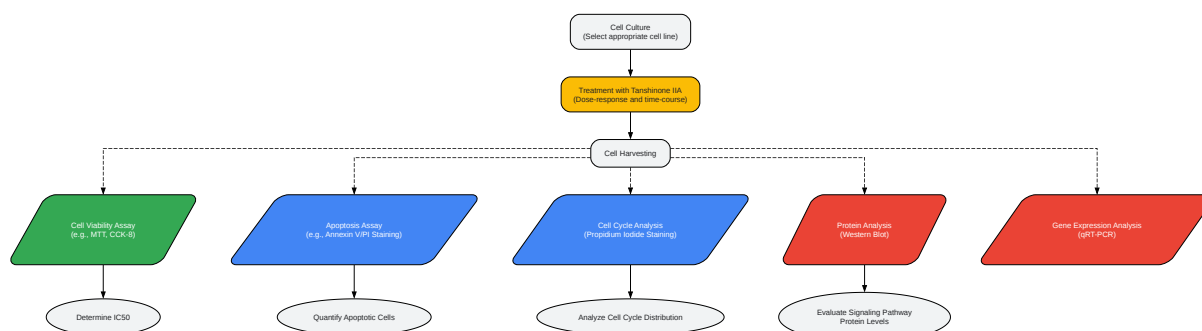 Cell Culture
(Select appropriate cell line)
Treatment with Tanshinone IIA
(Dose-response and time-course)
Cell Harvesting
Cell Viability Assay
(e.g., MTT, CCK-8)
Apoptosis Assay
(e.g., Annexin V/PI Staining)
Cell Cycle Analysis
(Propidium Iodide Staining)
Protein Analysis
(Western Blot)
Gene Expression Analysis
(qRT-PCR)
Determine IC50
Quantify Apoptotic Cells
Analyze Cell Cycle Distribution
Evaluate Signaling Pathway
Protein Levels